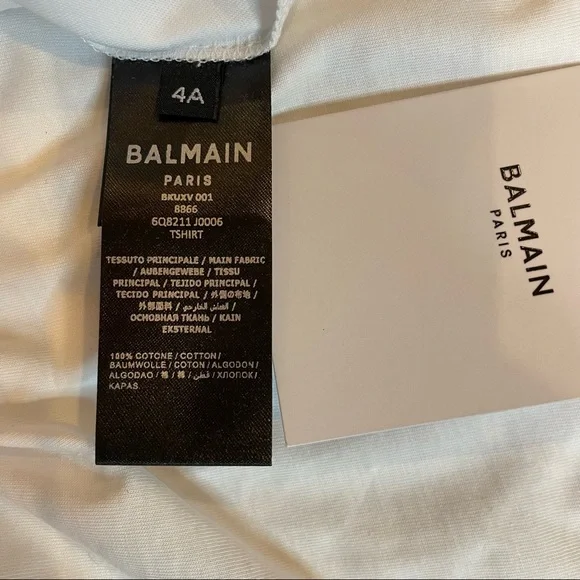 4A
BALMAIN
PARIS
BKUXV 001
8866
6Q8211 J0006
TSHIRT
TESSUTO PRINCIPALE / MAIN FABRIC
/ AUßENGEWEBE / TISSU
PRINCIPAL / TEJIDO PRINCIPAL /
TECIDO PRINCIPAL / 外側の布地 /
外部面料 / القماش الخارجي /
ОСНОВНАЯ ТКАНЬ / KAIN
EKSTERNAL
100% COTONE / COTTON /
BAUMWOLLE / COTON / ALGODON /
ALGODAO / 綿 / 棉 / قطن / ХЛОПОК /
KAPAS
BALMAIN
PARIS